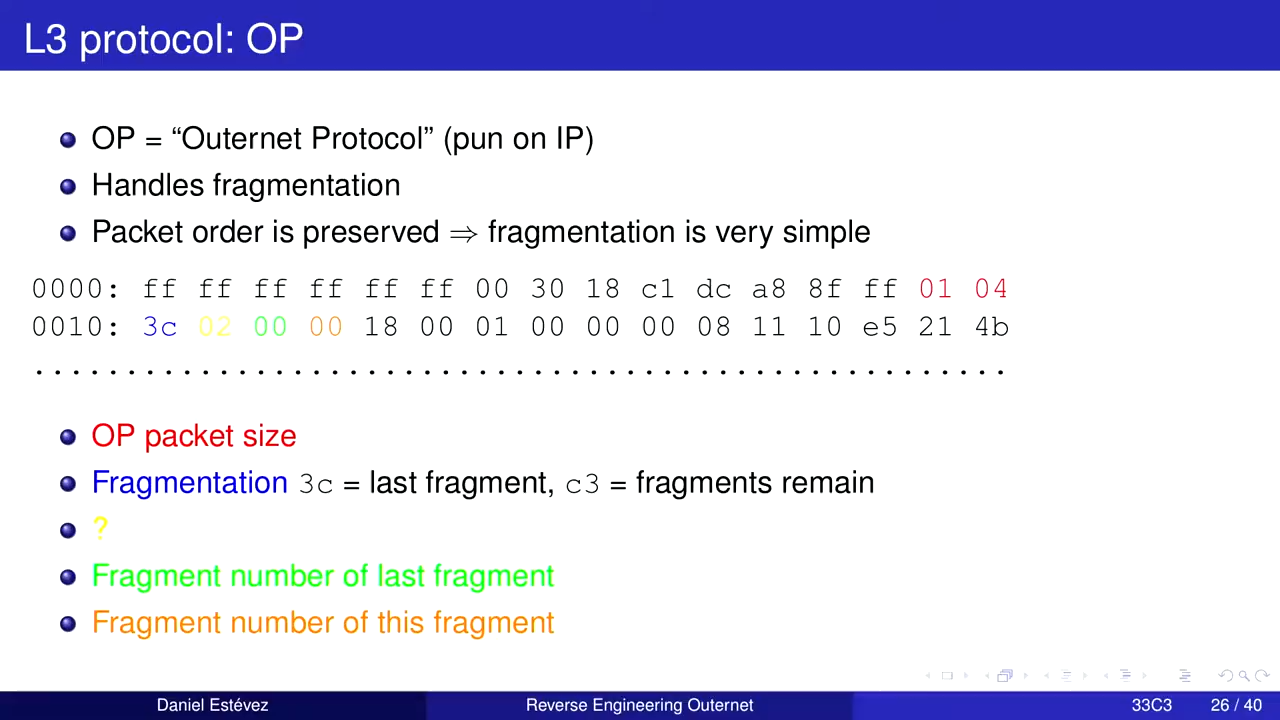 L3 protocol: OP
OP = “Outernet Protocol” (pun on IP)
Handles fragmentation
Packet order is preserved ⇒ fragmentation is very simple
0000: ff ff ff ff ff ff 00 30 18 c1 dc a8 8f ff 01 04
0010: 3c 02 00 00 18 00 01 00 00 00 08 11 10 e5 21 4b
.....................................................
OP packet size
Fragmentation 3c = last fragment, c3 = fragments remain
?
Fragment number of last fragment
Fragment number of this fragment
Daniel Estévez Reverse Engineering Outernet 33C3 26 / 40